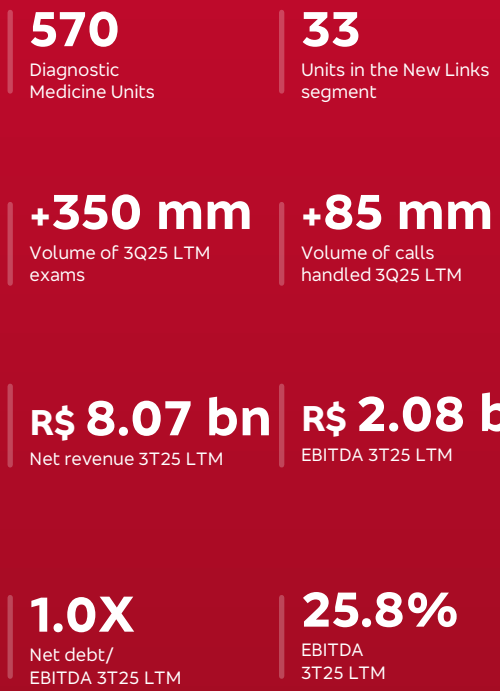 570
Diagnostic
Medicine Units
33
Units in the New Links
segment
+350 mm
Volume of 3Q25 LTM
exams
+85 mm
Volume of calls
handled 3Q25 LTM
R$ 8.07 bn
Net revenue 3T25 LTM
R$ 2.08 b
EBITDA 3T25 LTM
1.0X
Net debt/
EBITDA 3T25 LTM
25.8%
EBITDA
3T25 LTM